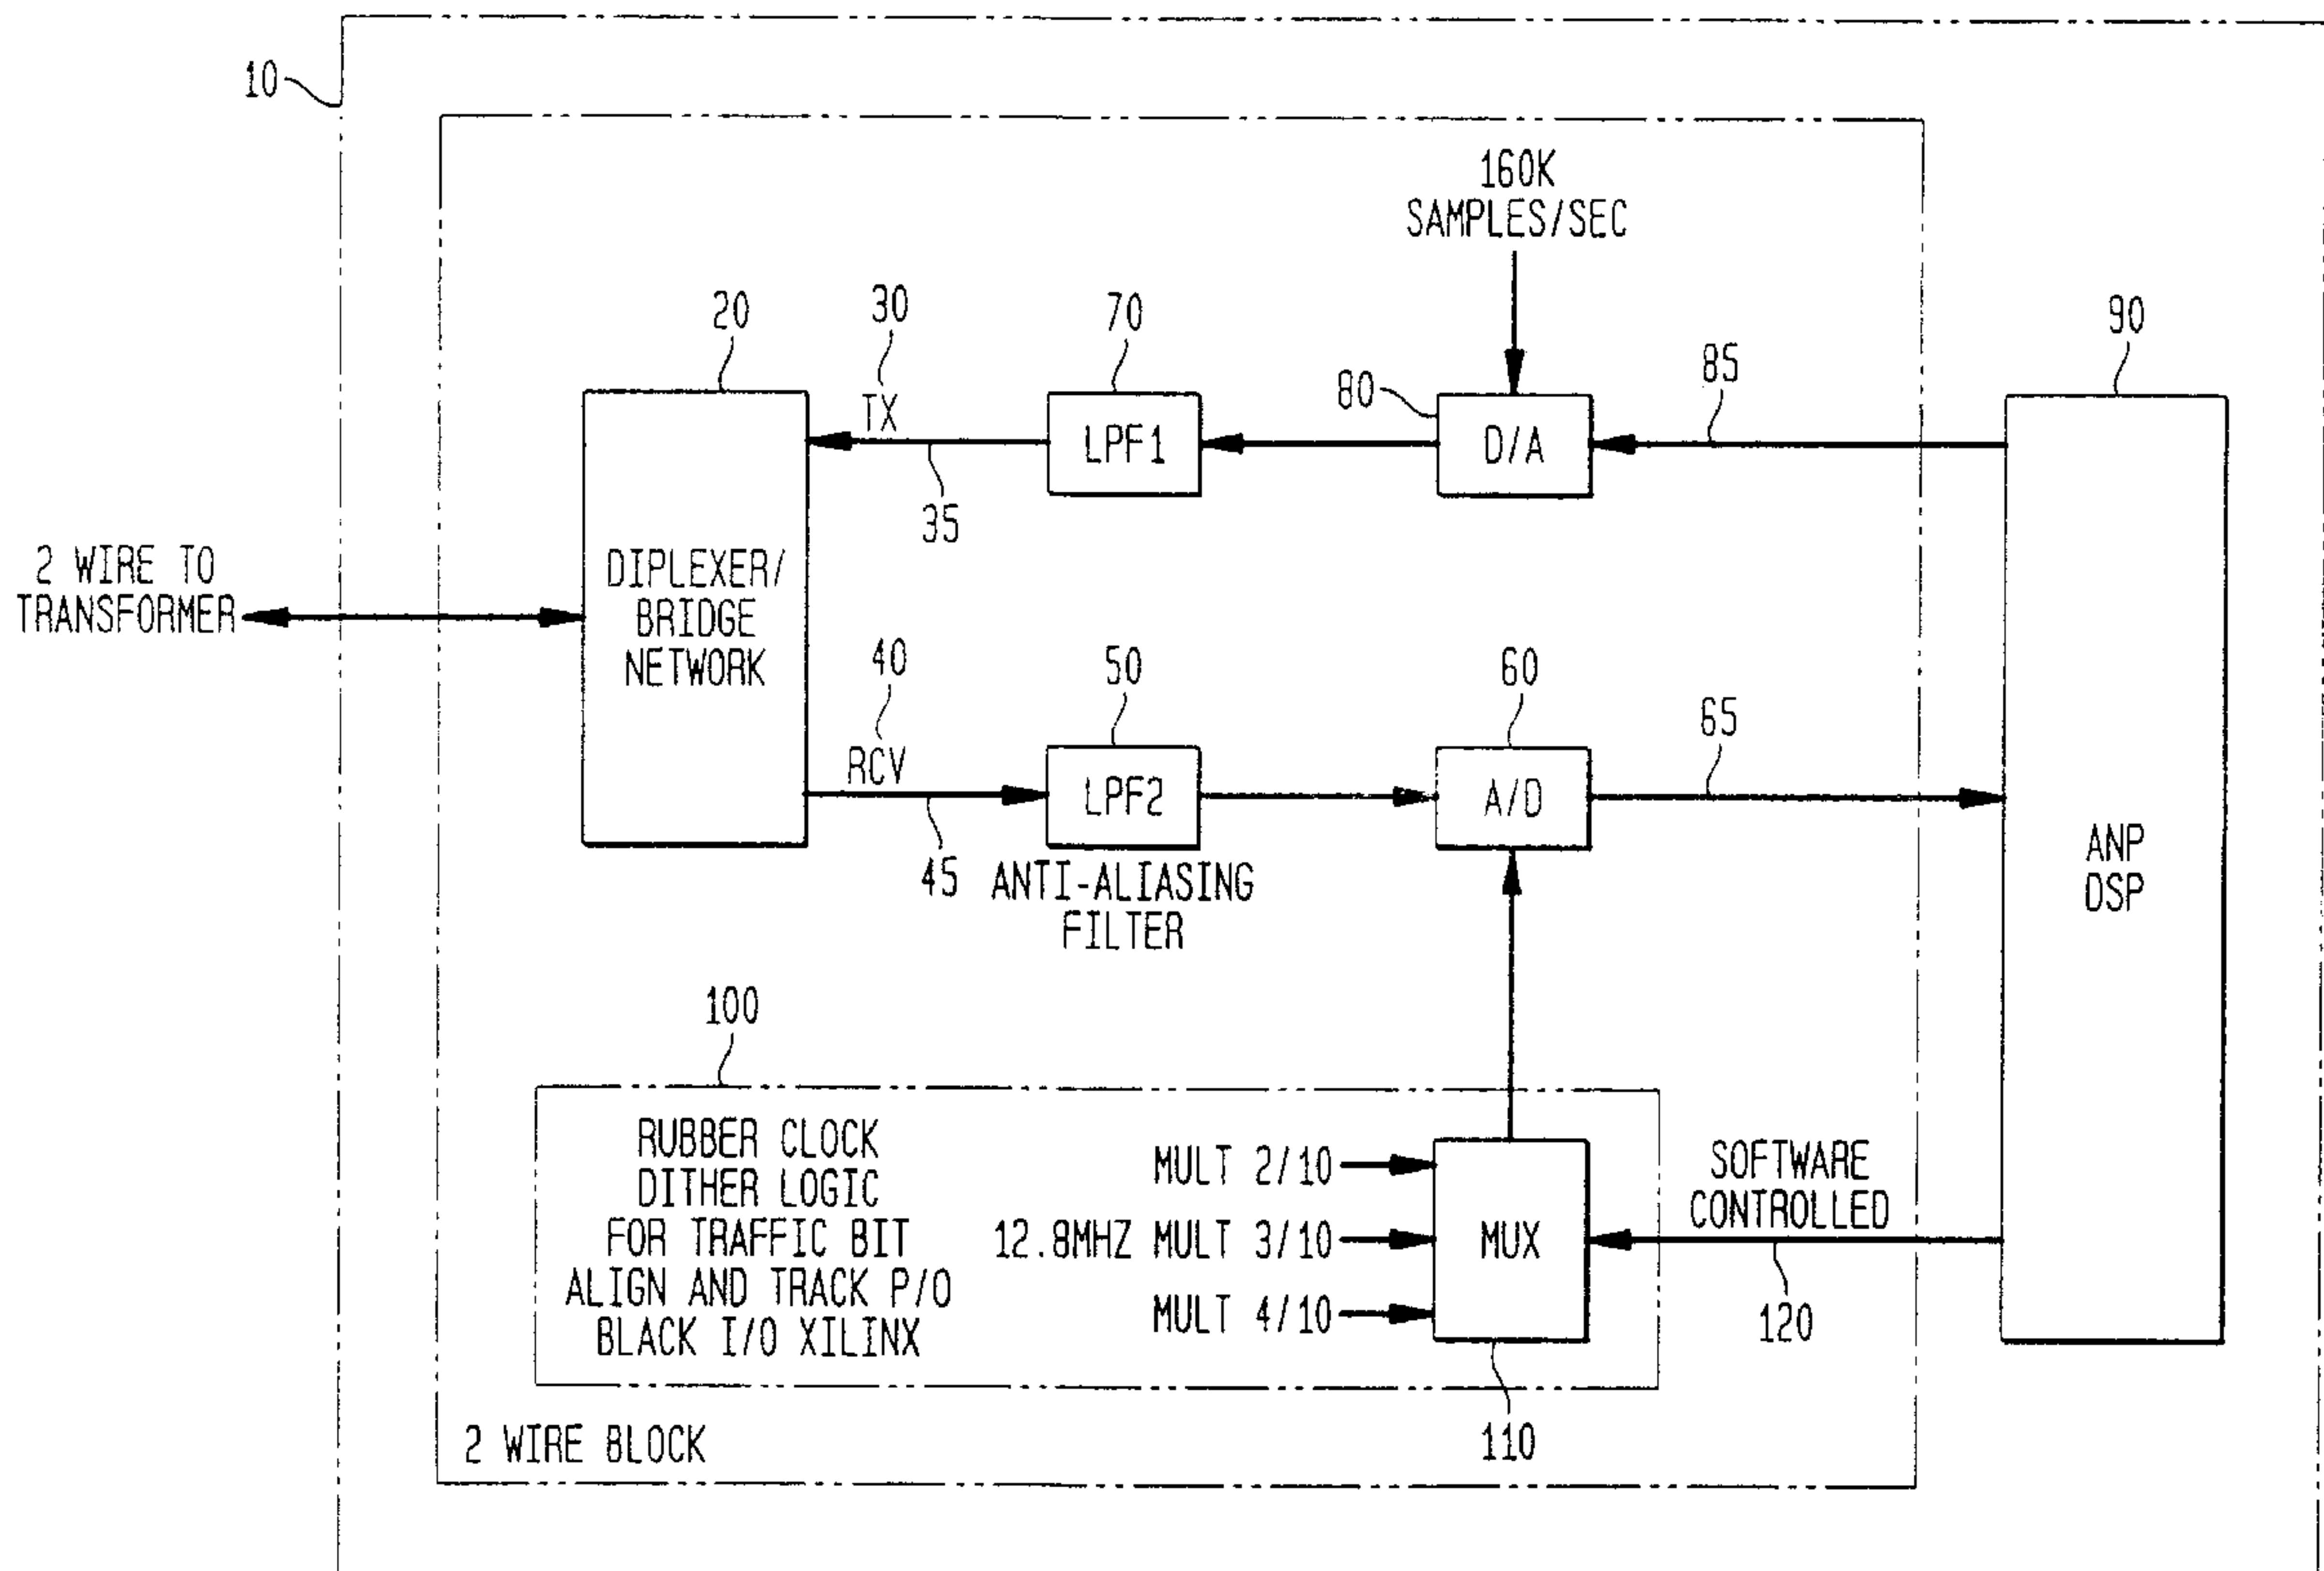 10
160K
SAMPLES/SEC
20
30
70
80
85
90
TX
LPF1
D/A
35
2 WIRE TO
TRANSFORMER
DIPLEXER/
BRIDGE
NETWORK
40
50
60
65
RCV
LPF2
A/D
45
ANTI-ALIASING
FILTER
ANP
DSP
100
RUBBER CLOCK
DITHER LOGIC
FOR TRAFFIC BIT
ALIGN AND TRACK P/O
BLACK I/O XILINX
MULT 2/10
12.8MHZ MULT 3/10
MULT 4/10
MUX
SOFTWARE
CONTROLLED
120
110
2 WIRE BLOCK